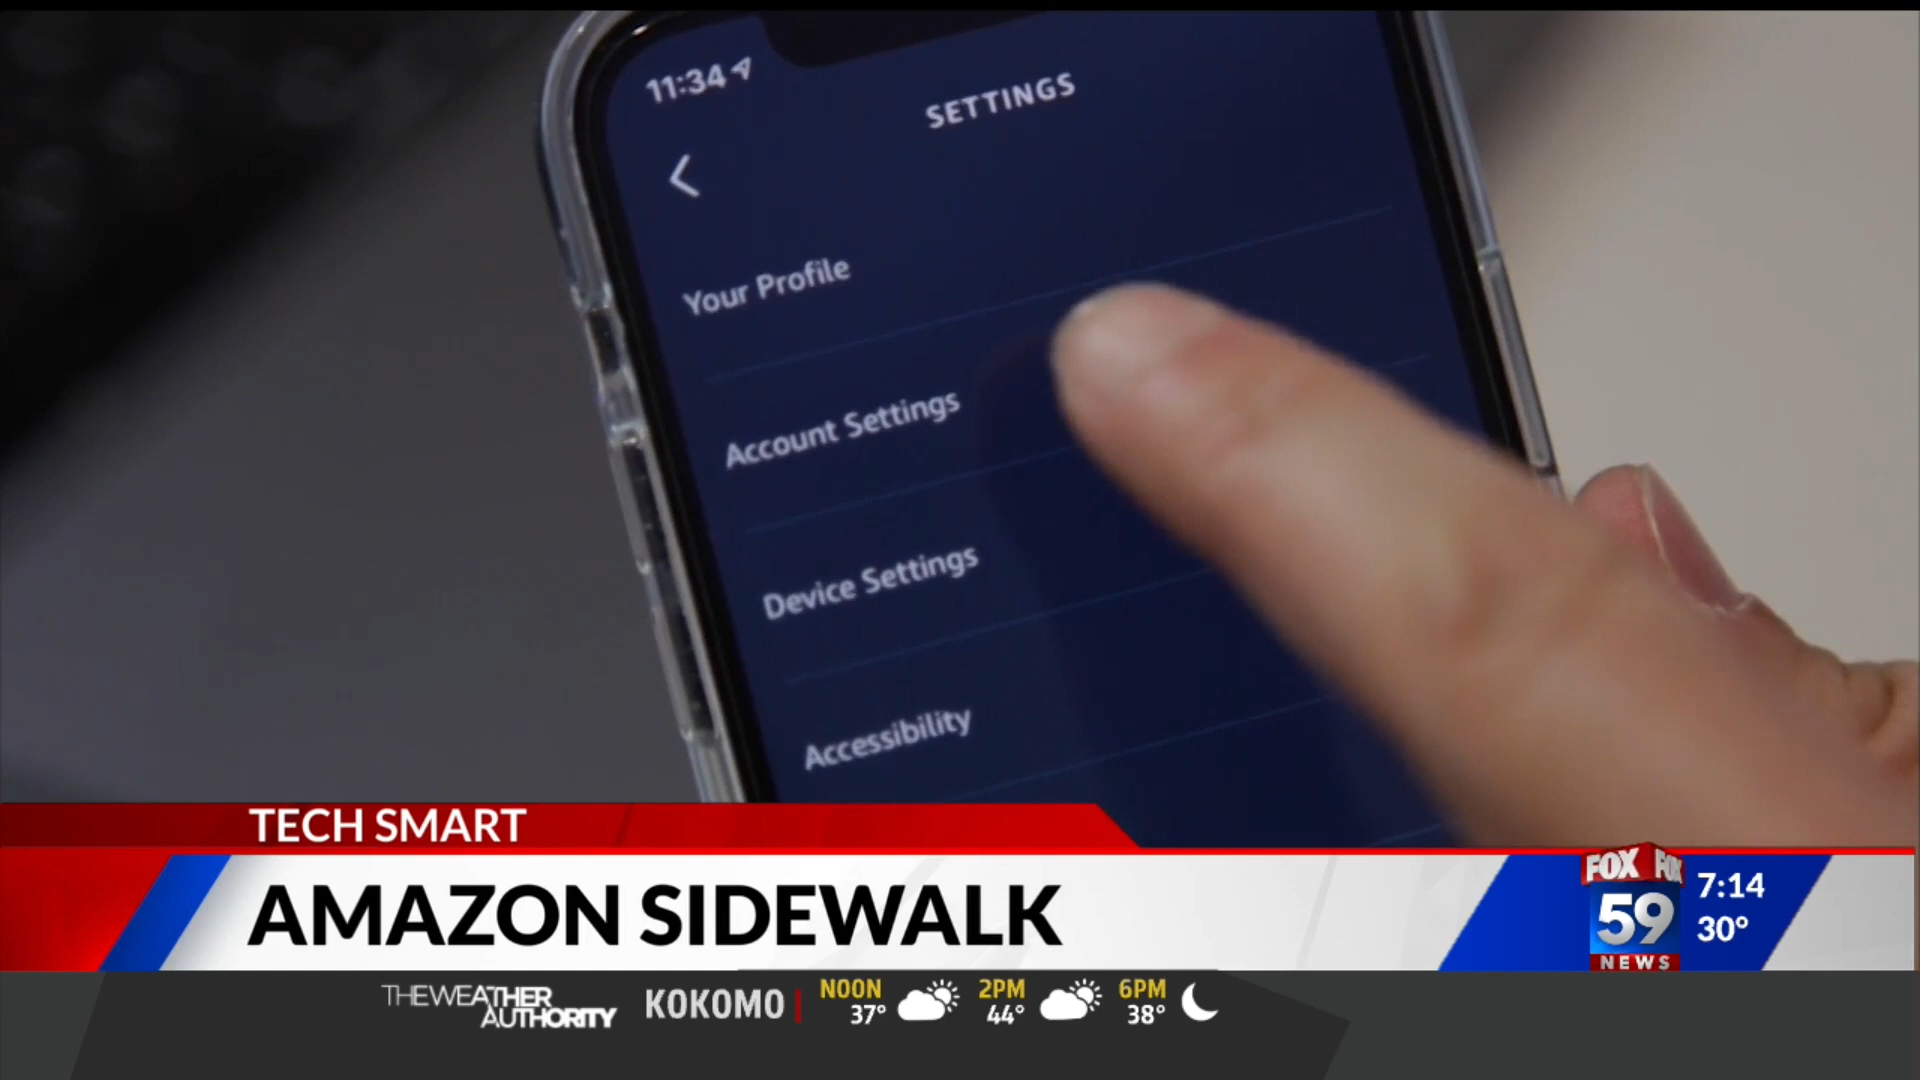 11:34
SETTINGS
Your Profile
Account Settings
Device Settings
Accessibility
TECH SMART
AMAZON SIDEWALK
FOX
59
NEWS
7:14
30°
THE WEATHER
AUTHORITY
KOKOMO
NOON
37°
2PM
44°
6PM
38°